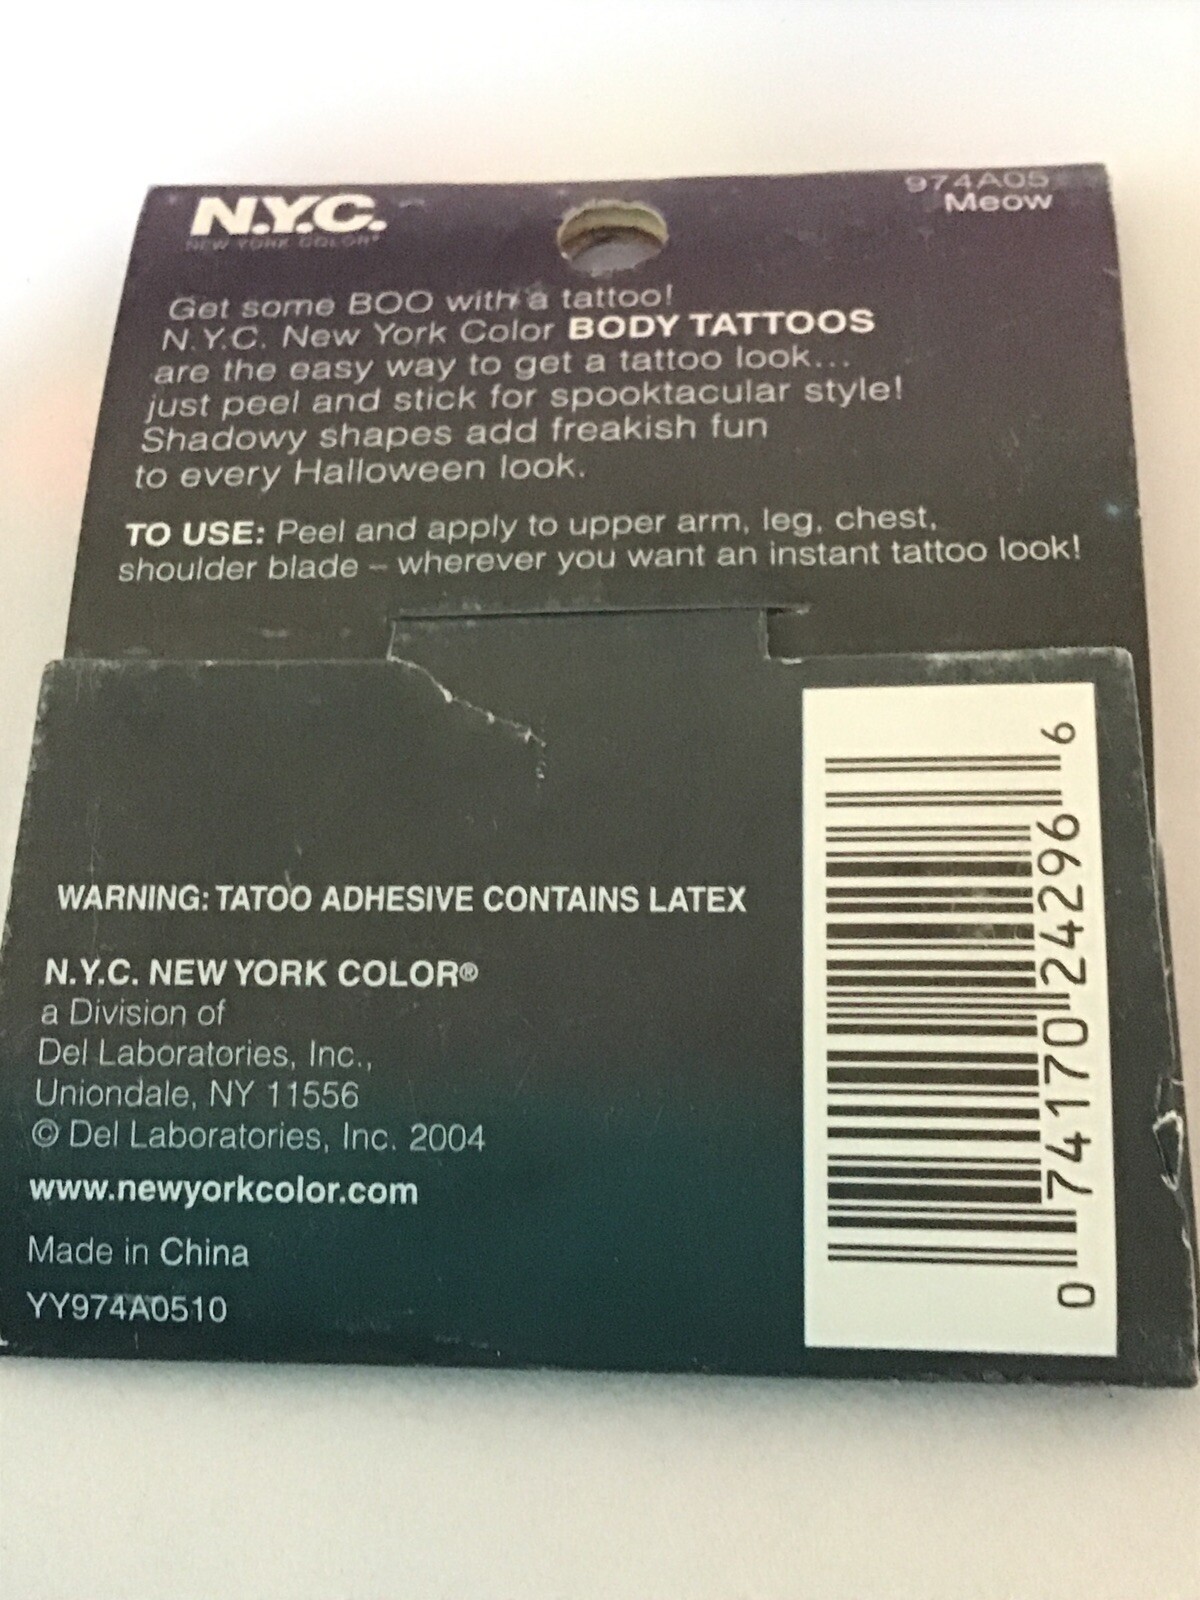 N.Y.C.
NEW YORK COLOR®
974A05
Meow
Get some BOO with a tattoo!
N.Y.C. New York Color BODY TATTOOS
are the easy way to get a tattoo look...
just peel and stick for spooktacular style!
Shadowy shapes add freakish fun
to every Halloween look.
TO USE: Peel and apply to upper arm, leg, chest,
shoulder blade – wherever you want an instant tattoo look!
WARNING: TATOO ADHESIVE CONTAINS LATEX
N.Y.C. NEW YORK COLOR®
a Division of
Del Laboratories, Inc.,
Uniondale, NY 11556
© Del Laboratories, Inc. 2004
www.newyorkcolor.com
Made in China
YY974A0510
0 74170 24296 6